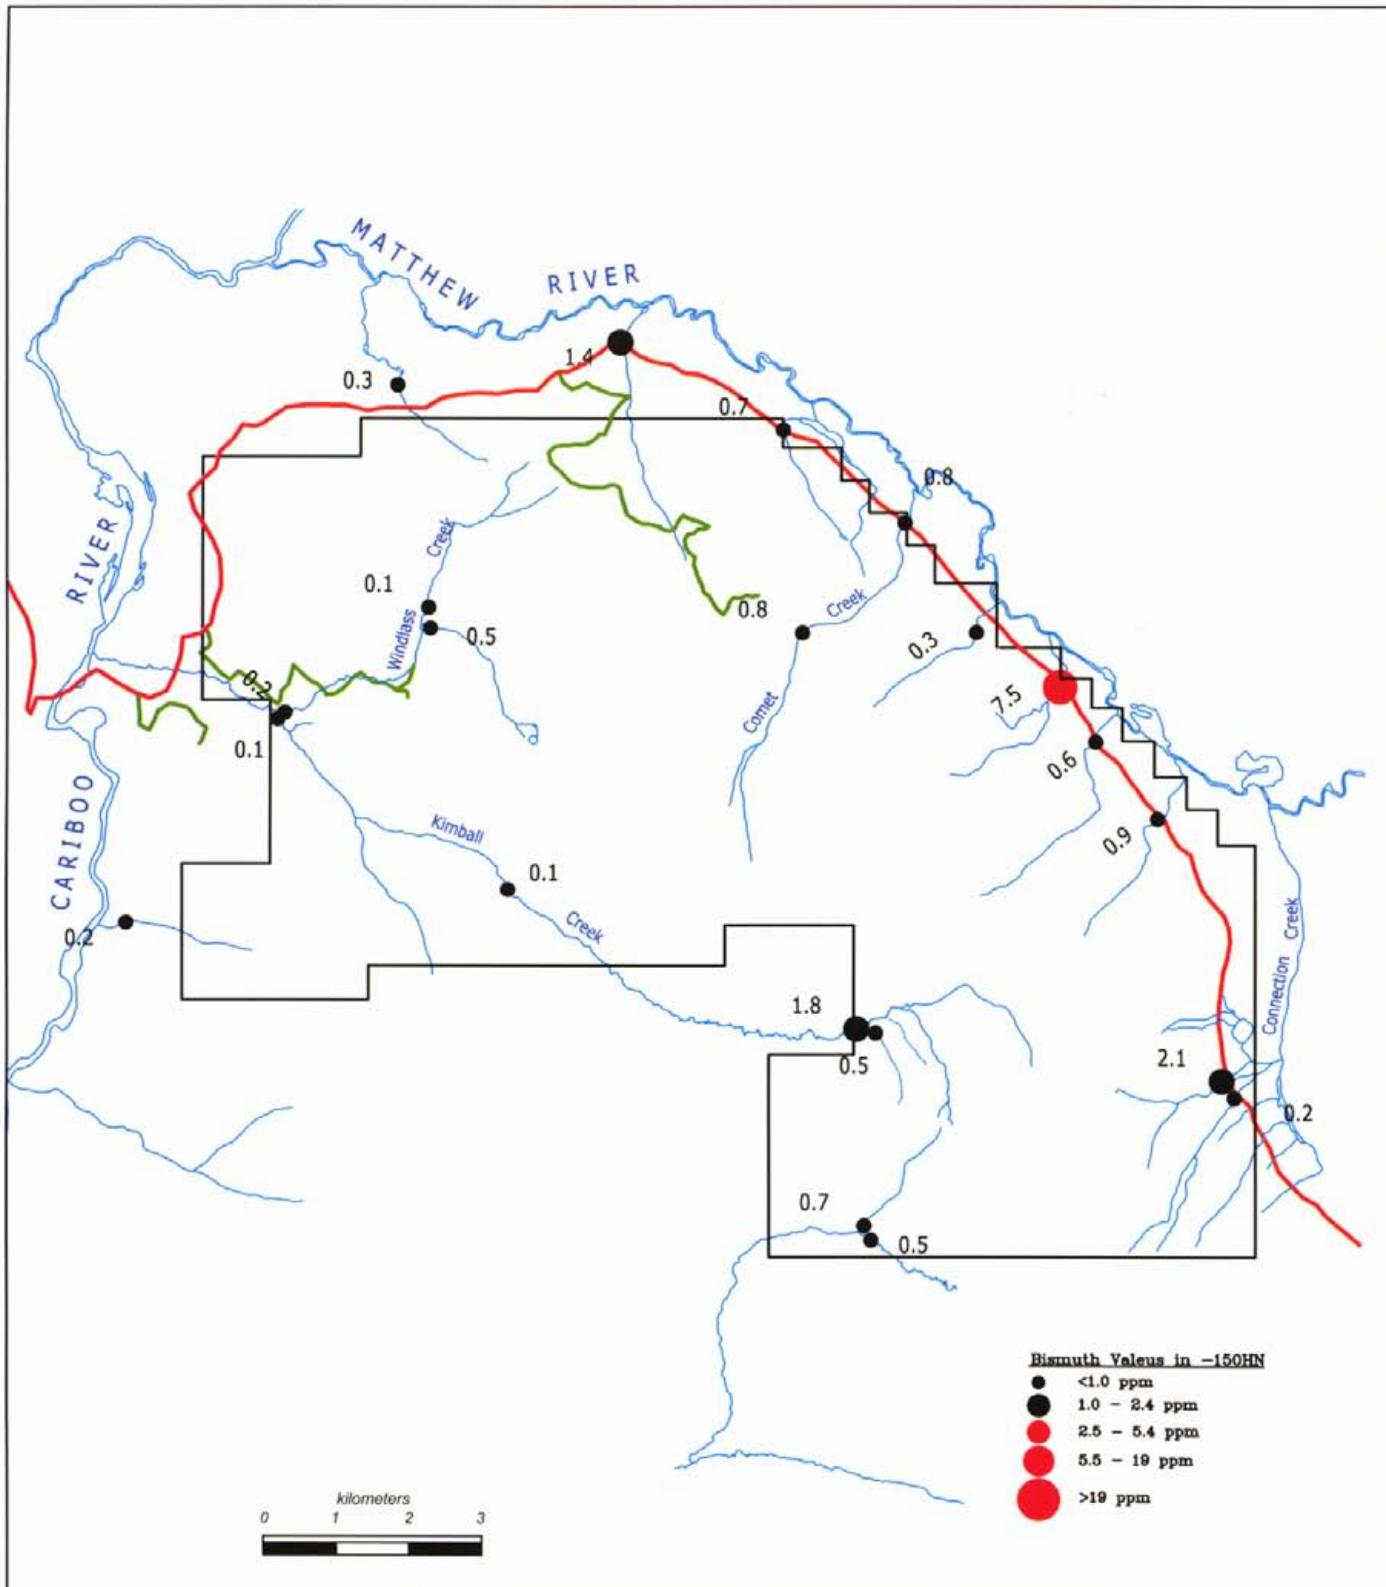 MATTHEW RIVER
1.4
0.3
0.7
0.8
RIVER
Creek
0.1
0.8
Creek
Windlass
0.5
0.3
0.2
7.5
Comet
0.1
0.6
CARIBOO
Kimball
0.9
0.1
Creek
0.2
Connection Creek
1.8
0.5
2.1
0.2
0.7
0.5
Bismuth Valeus in -150HN
<1.0 ppm
1.0 - 2.4 ppm
2.5 - 5.4 ppm
5.5 - 19 ppm
>19 ppm
kilometers
0 1 2 3